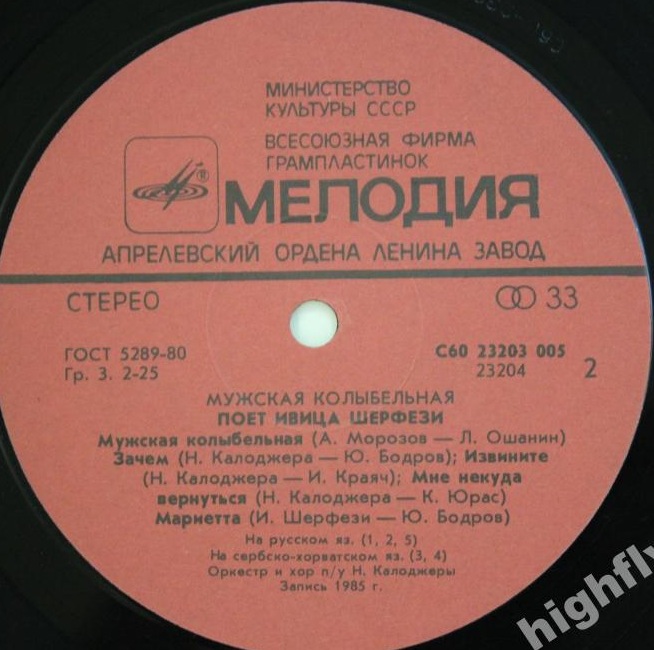 МИНИСТЕРСТВО
КУЛЬТУРЫ СССР
ВСЕСОЮЗНАЯ ФИРМА
ГРАМПЛАСТИНОК
®
МЕЛОДИЯ
АПРЕЛЕВСКИЙ ОРДЕНА ЛЕНИНА ЗАВОД
СТЕРЕО 33
ГОСТ 5289-80 С60 23203 005
Гр. 3. 2-25 23204 2
МУЖСКАЯ КОЛЫБЕЛЬНАЯ
ПОЕТ ИВИЦА ШЕРФЕЗИ
Мужская колыбельная (А. Морозов — Л. Ошанин)
Зачем (Н. Калоджера — Ю. Бодров); Извините
(Н. Калоджера — И. Краяч); Мне некуда
вернуться (Н. Калоджера — К. Юрас)
Мариетта (И. Шерфези — Ю. Бодров)
На русском яз. (1, 2, 5)
На сербско-хорватском яз. (3, 4)
Оркестр и хор п/у Н. Калоджеры
Запись 1985 г.
highfly